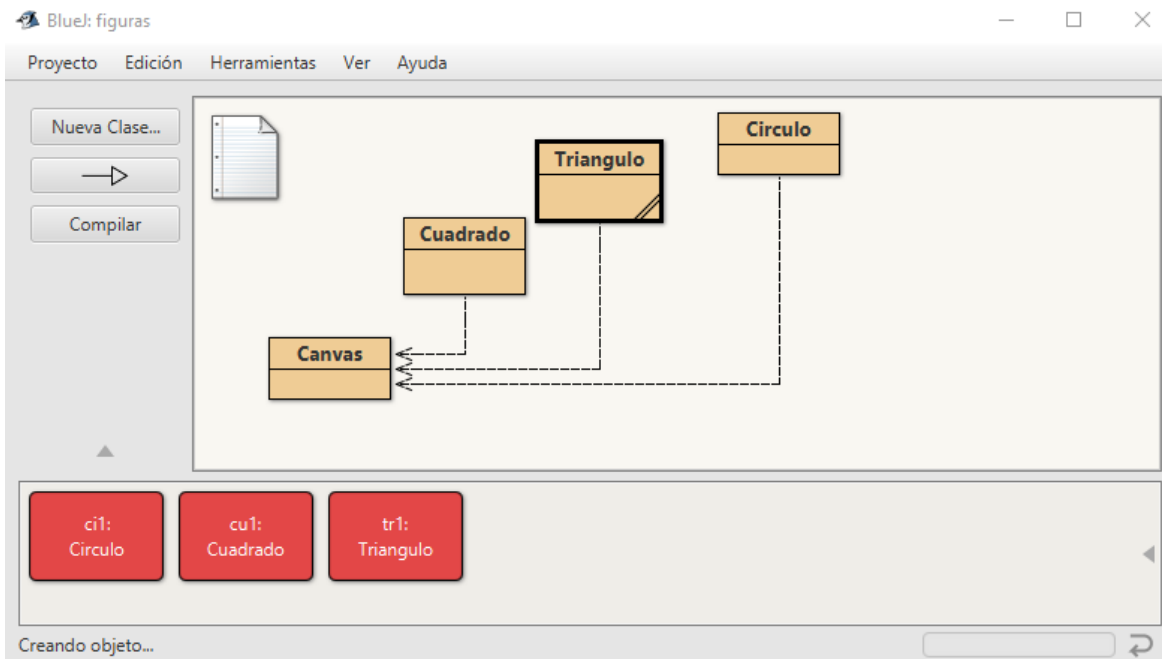 BlueJ: figuras
Proyecto Edición Herramientas Ver Ayuda
Nueva Clase...
Compilar
Circulo
Triangulo
Cuadrado
Canvas
ci1:
Circulo
cu1:
Cuadrado
tr1:
Triangulo
Creando objeto...